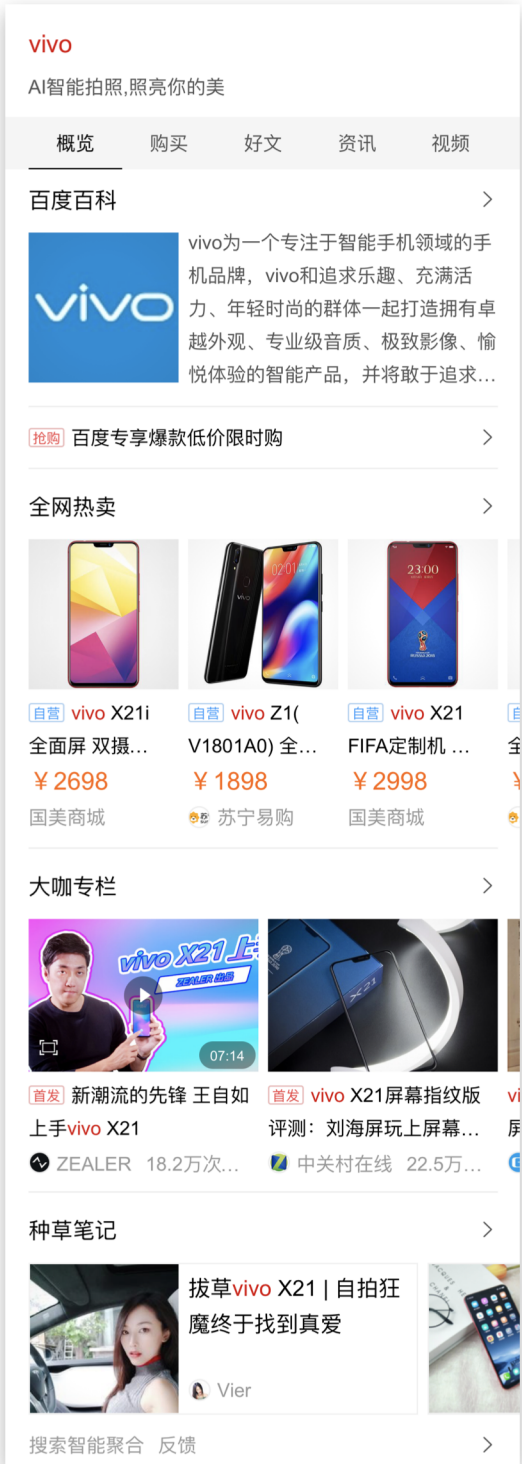 vivo
AI智能拍照,照亮你的美
概览 购买 好文 资讯 视频
百度百科
vivo
vivo为一个专注于智能手机领域的手
机品牌，vivo和追求乐趣、充满活
力、年轻时尚的群体一起打造拥有卓
越外观、专业级音质、极致影像、愉
悦体验的智能产品，并将敢于追求...
抢购 百度专享爆款低价限时购
全网热卖
02:01
vivo
23:00
自营 vivo X21i
全面屏 双摄...
￥2698
国美商城
自营 vivo Z1(
V1801A0) 全...
￥1898
苏宁易购
自营 vivo X21
FIFA定制机 ...
￥2998
国美商城
大咖专栏
vivo X21 上手
ZEALER 出品
07:14
X21
首发 新潮流的先锋 王自如
上手vivo X21
ZEALER 18.2万次...
首发 vivo X21屏幕指纹版
评测：刘海屏玩上屏幕...
中关村在线 22.5万...
种草笔记
拔草vivo X21 | 自拍狂
魔终于找到真爱
Vier
搜索智能聚合 反馈